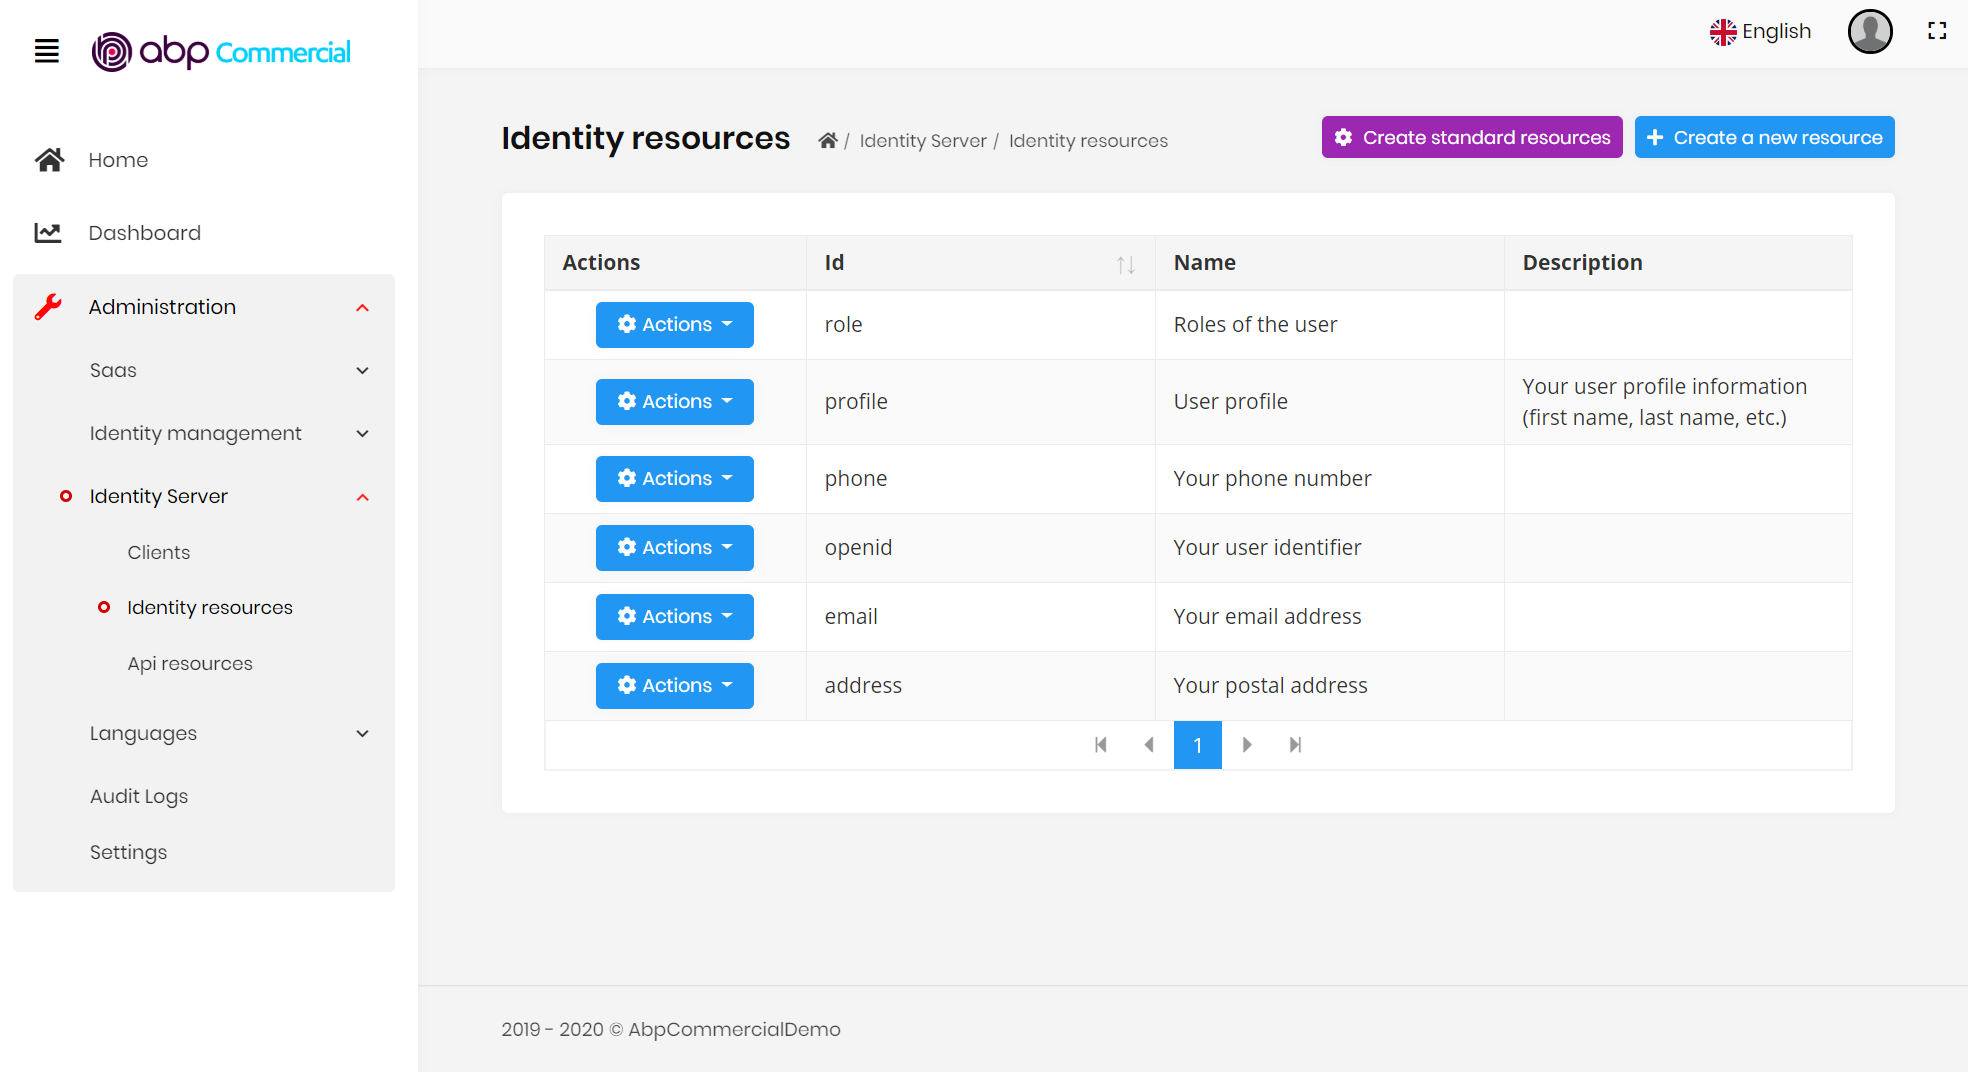 abp Commercial
English
Home
Dashboard
Administration
Saas
Identity management
Identity Server
Clients
Identity resources
Api resources
Languages
Audit Logs
Settings
Identity resources
/ Identity Server / Identity resources
Create standard resources
Create a new resource
Actions Id Name Description
Actions role Roles of the user
Actions profile User profile Your user profile information
(first name, last name, etc.)
Actions phone Your phone number
Actions openid Your user identifier
Actions email Your email address
Actions address Your postal address
1
2019 - 2020 © AbpCommercialDemo